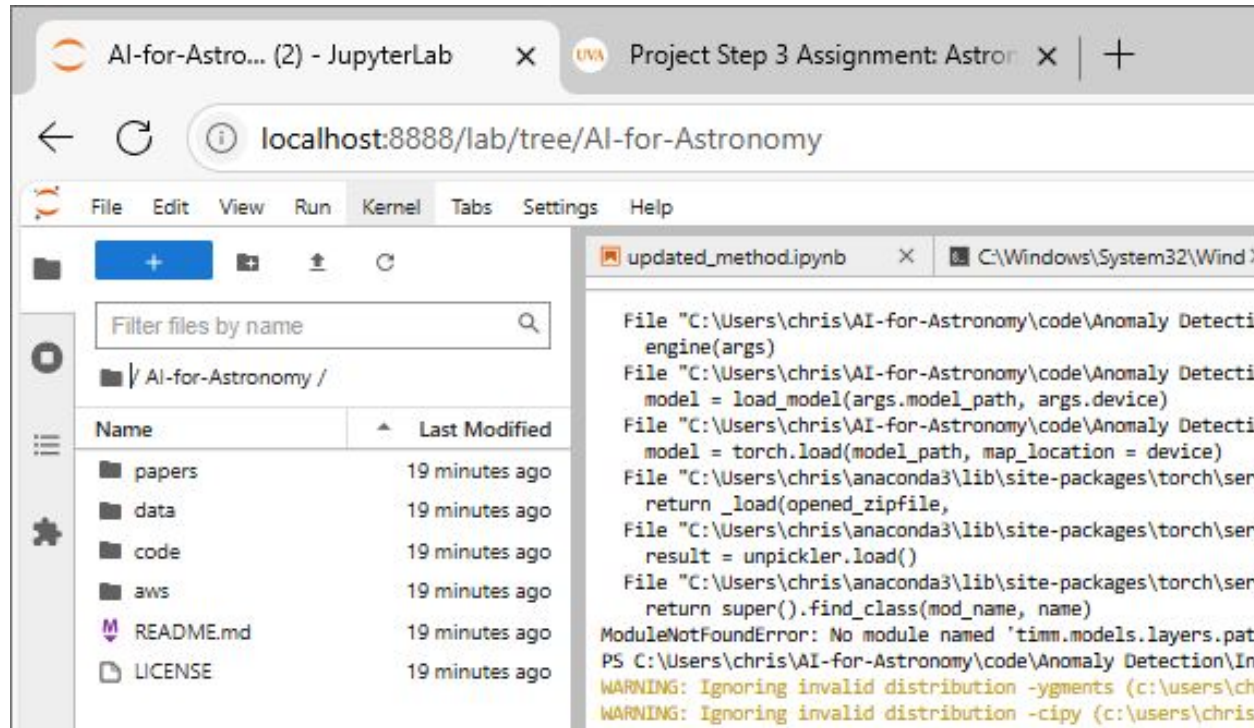 AI-for-Astro... (2) - JupyterLab
UVA Project Step 3 Assignment: Astron
localhost:8888/lab/tree/AI-for-Astronomy
File Edit View Run Kernel Tabs Settings Help
updated_method.ipynb C:\Windows\System32\Wind
Filter files by name
/ AI-for-Astronomy /
Name Last Modified
papers 19 minutes ago
data 19 minutes ago
code 19 minutes ago
aws 19 minutes ago
README.md 19 minutes ago
LICENSE 19 minutes ago
File "C:\Users\chris\AI-for-Astronomy\code\Anomaly Detecti
engine(args)
File "C:\Users\chris\AI-for-Astronomy\code\Anomaly Detecti
model = load_model(args.model_path, args.device)
File "C:\Users\chris\AI-for-Astronomy\code\Anomaly Detecti
model = torch.load(model_path, map_location = device)
File "C:\Users\chris\anaconda3\lib\site-packages\torch\ser
return _load(opened_zipfile,
File "C:\Users\chris\anaconda3\lib\site-packages\torch\ser
result = unpickler.load()
File "C:\Users\chris\anaconda3\lib\site-packages\torch\ser
return super().find_class(mod_name, name)
ModuleNotFoundError: No module named 'timm.models.layers.pat
PS C:\Users\chris\AI-for-Astronomy\code\Anomaly Detection\In
WARNING: Ignoring invalid distribution -ygments (c:\users\ch
WARNING: Ignoring invalid distribution -cipy (c:\users\chris